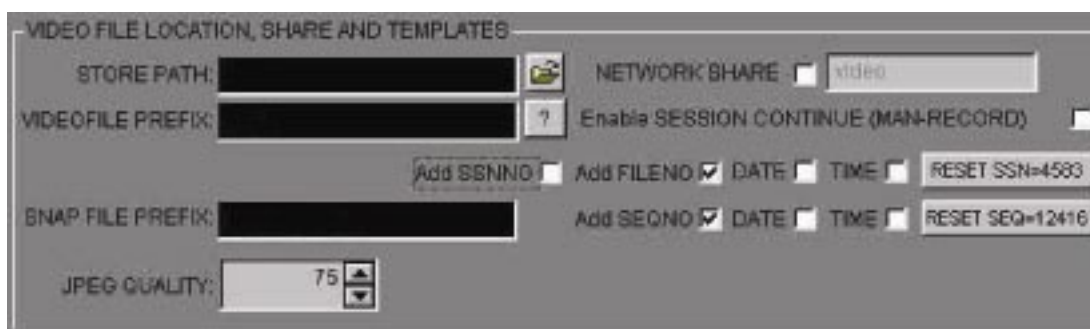 VIDEO FILE LOCATION, SHARE AND TEMPLATES
STORE PATH: NETWORK SHARE video
VIDEOFILE PREFIX: ? Enable SESSION CONTINUE (MAN-RECORD)
Add SSNNO Add FILENO DATE TIME RESET SSN=4583
SNAP FILE PREFIX: Add SEQNO DATE TIME RESET SEQ=12416
JPEG QUALITY: 75